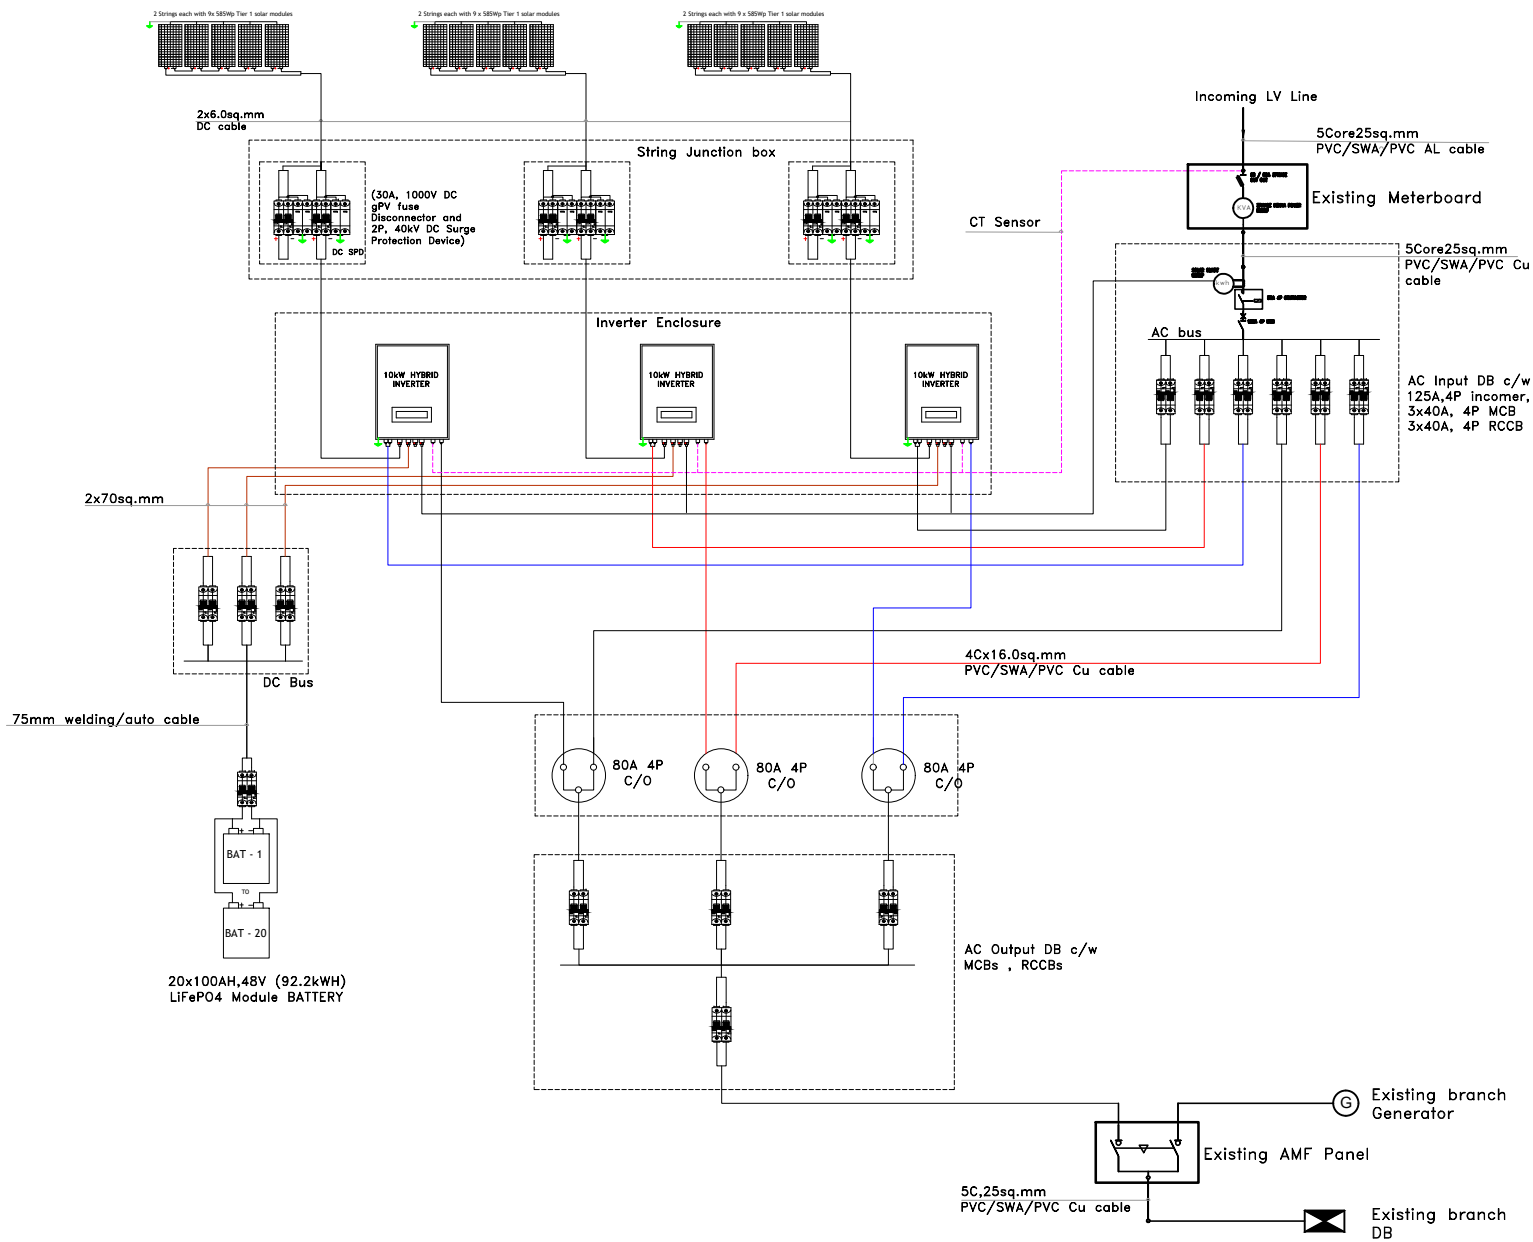 2 Strings each with 9x 585Wp Tier 1 solar modules
2 Strings each with 9 x 585Wp Tier 1 solar modules
2 Strings each with 9 x 585Wp Tier 1 solar modules
Incoming LV Line
2x6.0sq.mm
DC cable
5Core25sq.mm
PVC/SWA/PVC AL cable
String Junction box
(30A, 1000V DC
gPV fuse
Disconnector and
2P, 40kV DC Surge
Protection Device)
DC SPD
Existing Meterboard
KVA
CT Sensor
5Core25sq.mm
PVC/SWA/PVC Cu
cable
kwh
Inverter Enclosure
AC bus
10kW HYBRID
INVERTER
10kW HYBRID
INVERTER
10kW HYBRID
INVERTER
AC Input DB c/w
125A,4P incomer,
3x40A, 4P MCB
3x40A, 4P RCCB
2x70sq.mm
4Cx16.0sq.mm
PVC/SWA/PVC Cu cable
DC Bus
75mm welding/auto cable
80A 4P
C/O
80A 4P
C/O
80A 4P
C/O
BAT - 1
TO
BAT - 20
20x100AH,48V (92.2kWH)
LiFePO4 Module BATTERY
AC Output DB c/w
MCBs , RCCBs
G
Existing branch
Generator
Existing AMF Panel
5C,25sq.mm
PVC/SWA/PVC Cu cable
Existing branch
DB